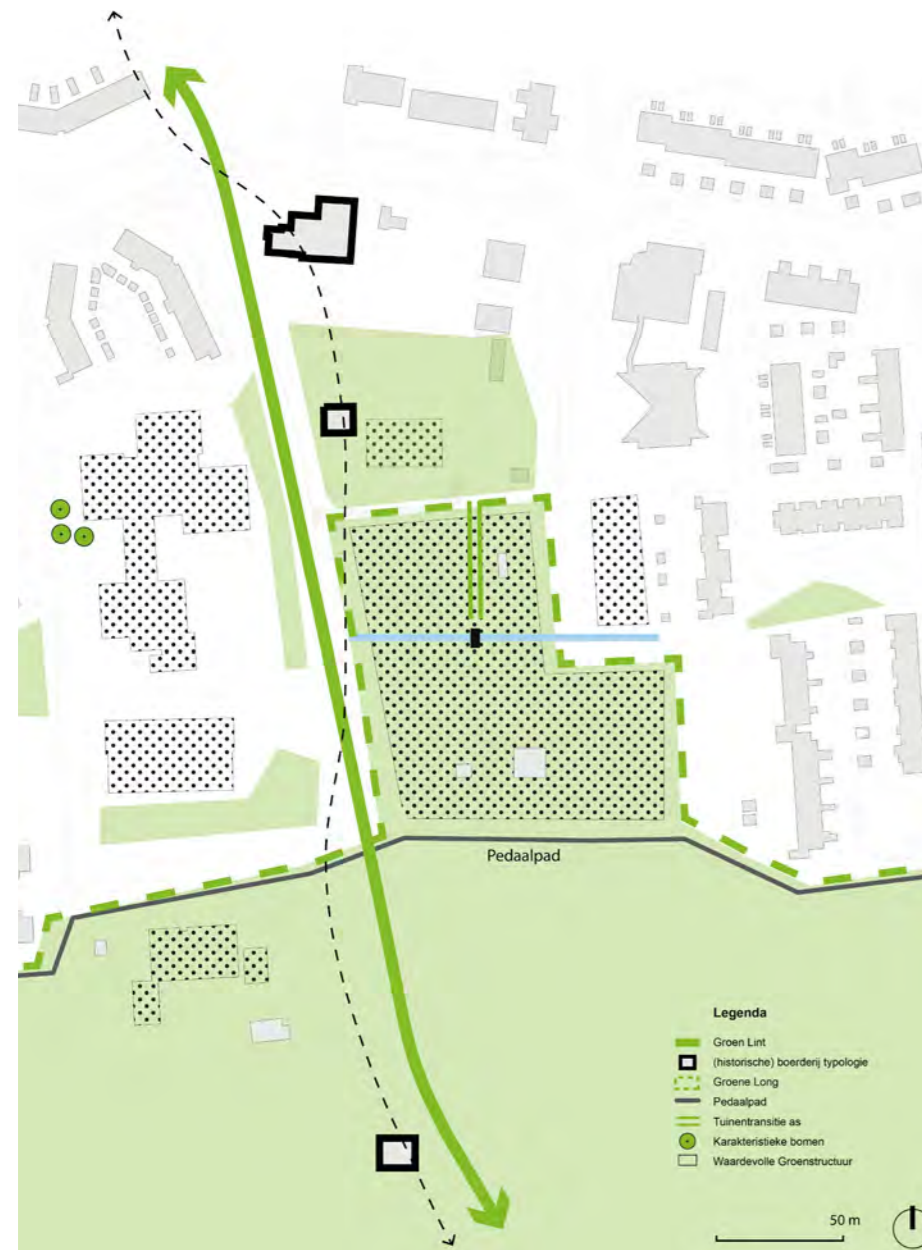 Pedaalpad
Legenda
Groen Lint
(historische) boerderij typologie
Groene Long
Pedaalpad
Tuinentransitie as
Karakteristieke bomen
Waardevolle Groenstructuur
50 m